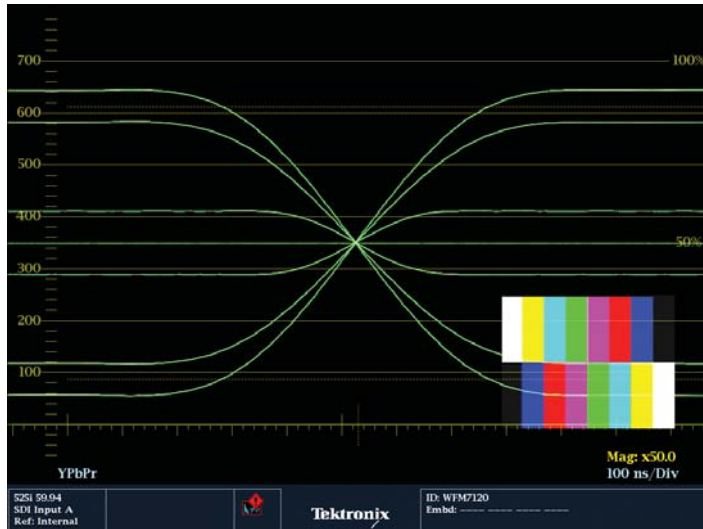 700
100%
600
500
400
50%
300
200
100
Mag: x50.0
YPbPr
100 ns/Div
525i 59.94
SDI Input A
Ref: Internal
Tektronix
ID: WFM7120
Embd: ---- ---- ---- ----